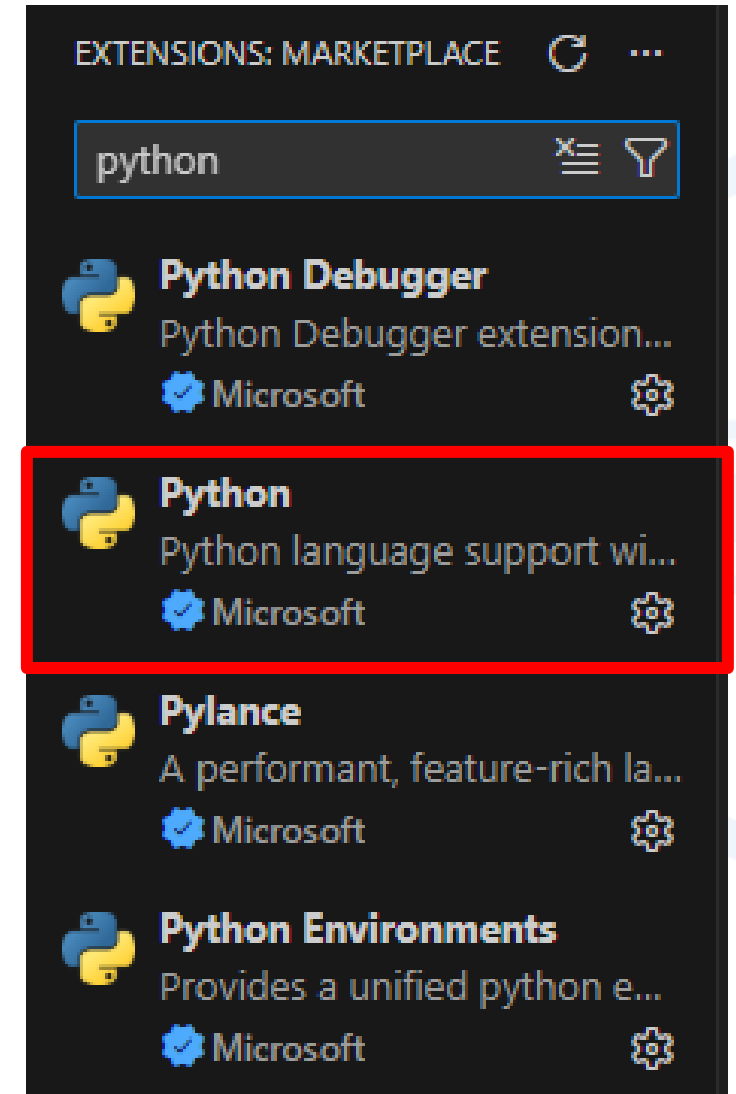 EXTENSIONS: MARKETPLACE
python
Python Debugger
Python Debugger extension...
Microsoft
Python
Python language support wi...
Microsoft
Pylance
A performant, feature-rich la...
Microsoft
Python Environments
Provides a unified python e...
Microsoft